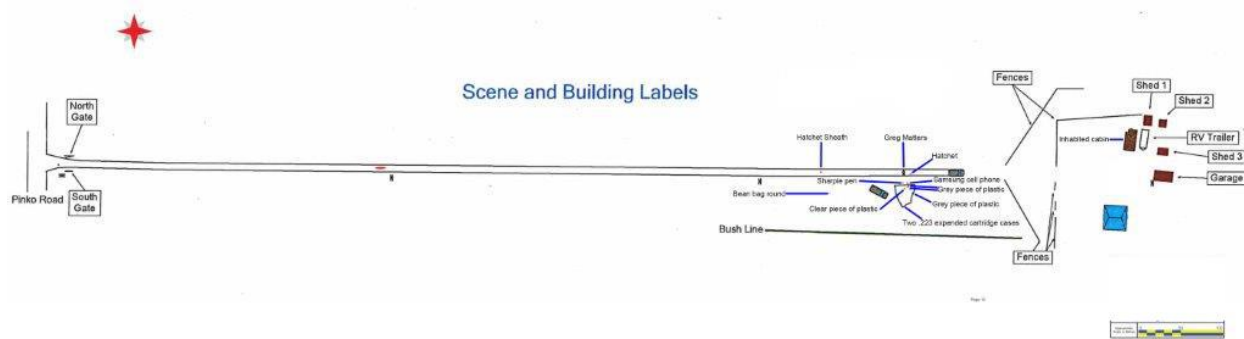 Scene and Building Labels
North
Gate
South
Gate
Pinko Road
Fences
Shed 1
Shed 2
Inhabited cabin
RV Trailer
Shed 3
Garage
Hatchet Sheath
Greg Matters
Hatchet
Sharpie pen
Samsung cell phone
Grey piece of plastic
Bean bag round
Grey piece of plastic
Clear piece of plastic
Two .223 expended cartridge cases
Bush Line
Fences